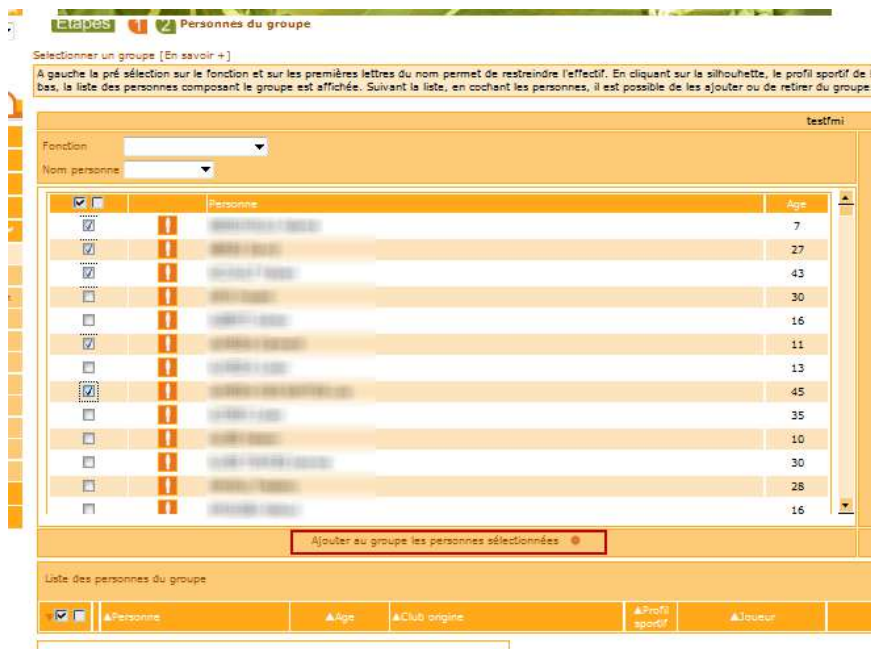 Etapes 1 2 Personnes du groupe
Selectionner un groupe [En savoir +]
A gauche la pré sélection sur le fonction et sur les premières lettres du nom permet de restreindre l'effectif. En cliquant sur la silhouhette, le profil sportif de
bas, la liste des personnes composant le groupe est affichée. Suivant la liste, en cochant les personnes, il est possible de les ajouter ou de retirer du groupe
testfmi
Fonction
Nom personne
Personne Age
7
27
43
30
16
11
13
45
35
10
30
28
16
Ajouter au groupe les personnes sélectionnées
Liste des personnes du groupe
Personne Age Club origine Profil sportif Joueur